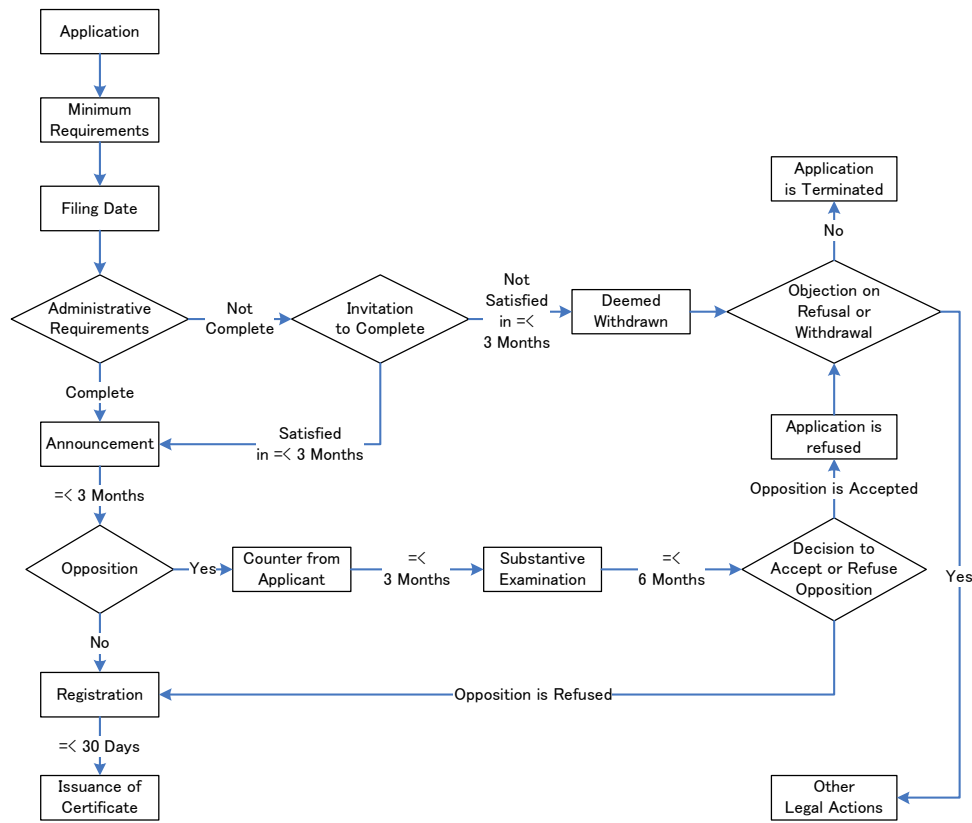 Application
Minimum
Requirements
Filing Date
Administrative
Requirements
Not
Complete
Invitation
to Complete
Not
Satisfied
in =<
3 Months
Deemed
Withdrawn
Objection on
Refusal or
Withdrawal
No
Application
is Terminated
Yes
Complete
Satisfied
in =< 3 Months
Announcement
=< 3 Months
Opposition
Yes
Counter from
Applicant
=<
3 Months
Substantive
Examination
=<
6 Months
Decision to
Accept or Refuse
Opposition
Opposition is Accepted
Application is
refused
No
Opposition is Refused
Registration
=< 30 Days
Issuance of
Certificate
Other
Legal Actions